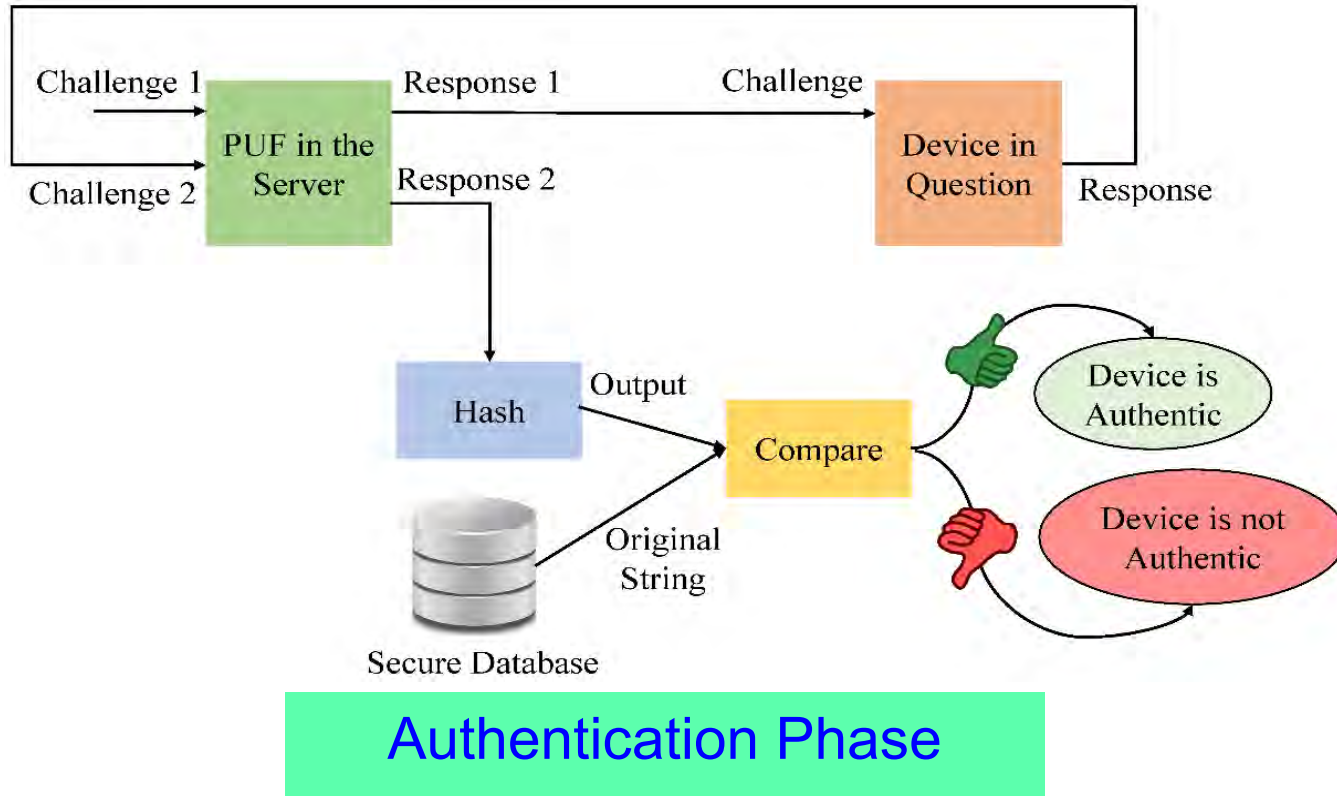 Challenge 1
Response 1
Challenge
PUF in the
Server
Device in
Question
Challenge 2
Response 2
Response
Hash
Output
Compare
Device is
Authentic
Original
String
Device is not
Authentic
Secure Database
Authentication Phase